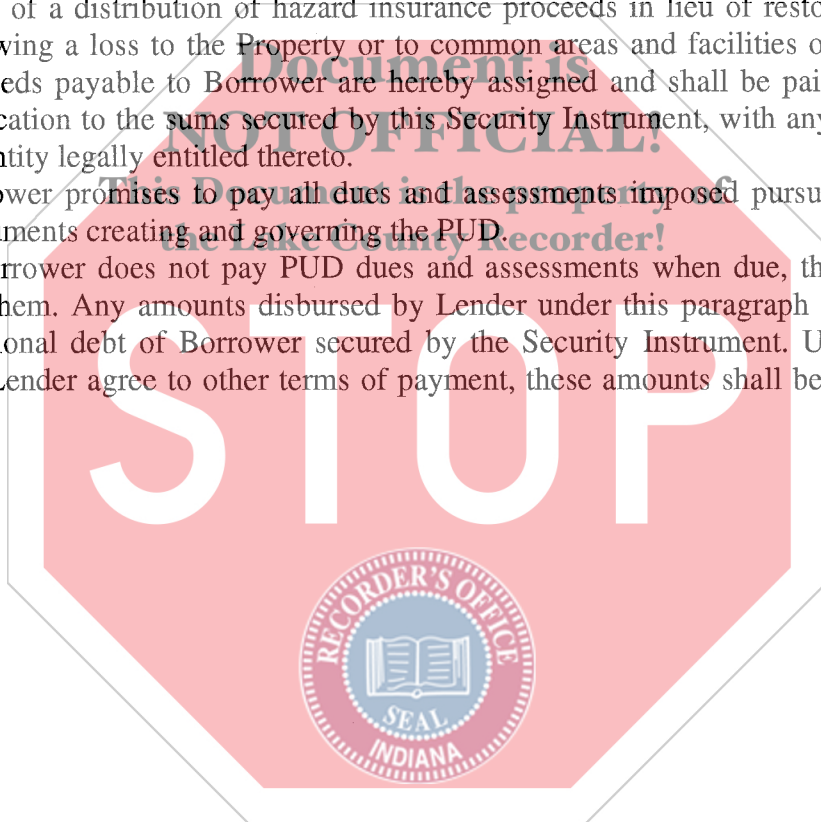 of a distribution of hazard insurance proceeds in lieu of resto
wing a loss to the Property or to common areas and facilities o
eds payable to Borrower are hereby assigned and shall be pai
cation to the sums secured by this Security Instrument, with any
ntity legally entitled thereto.
ower promises to pay all dues and assessments imposed pursu
uments creating and governing the PUD.
rrower does not pay PUD dues and assessments when due, th
hem. Any amounts disbursed by Lender under this paragraph
ional debt of Borrower secured by the Security Instrument. U
Lender agree to other terms of payment, these amounts shall be
Document is
NOT OFFICIAL!
This Document is the property of
the Lake County Recorder!
STOP
RECORDER'S OFFICE
SEAL
INDIANA